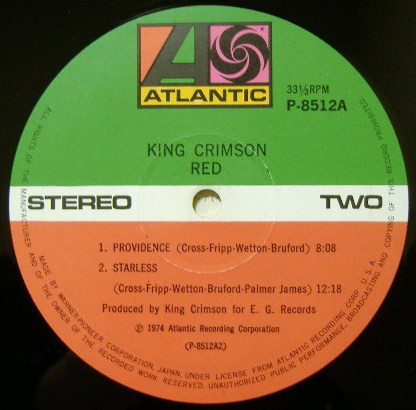 ATLANTIC
33⅓RPM
P-8512A
KING CRIMSON
RED
STEREO
TWO
1. PROVIDENCE (Cross-Fripp-Wetton-Bruford) 8:08
2. STARLESS
(Cross-Fripp-Wetton-Bruford-Palmer James) 12:18
Produced by King Crimson for E. G. Records
Ⓟ 1974 Atlantic Recording Corporation
(P-8512A2)
MADE BY WARNER-PIONEER CORPORATION, JAPAN, UNDER LICENSE FROM ATLANTIC RECORDING CORP. U.S.A.
ALL RIGHTS OF THE MANUFACTURER AND OF THE OWNER OF THE RECORDED WORK RESERVED. UNAUTHORIZED PUBLIC PERFORMANCE, BROADCASTING AND COPYING OF THIS RECORD PROHIBITED.